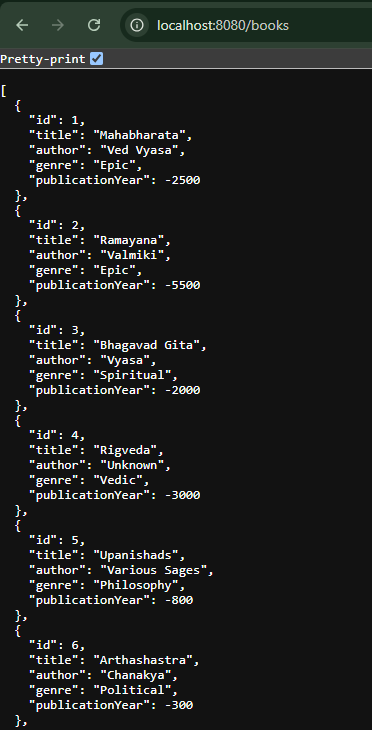 localhost:8080/books
Pretty-print
[
  {
    "id": 1,
    "title": "Mahabharata",
    "author": "Ved Vyasa",
    "genre": "Epic",
    "publicationYear": -2500
  },
  {
    "id": 2,
    "title": "Ramayana",
    "author": "Valmiki",
    "genre": "Epic",
    "publicationYear": -5500
  },
  {
    "id": 3,
    "title": "Bhagavad Gita",
    "author": "Vyasa",
    "genre": "Spiritual",
    "publicationYear": -2000
  },
  {
    "id": 4,
    "title": "Rigveda",
    "author": "Unknown",
    "genre": "Vedic",
    "publicationYear": -3000
  },
  {
    "id": 5,
    "title": "Upanishads",
    "author": "Various Sages",
    "genre": "Philosophy",
    "publicationYear": -800
  },
  {
    "id": 6,
    "title": "Arthashastra",
    "author": "Chanakya",
    "genre": "Political",
    "publicationYear": -300
  },